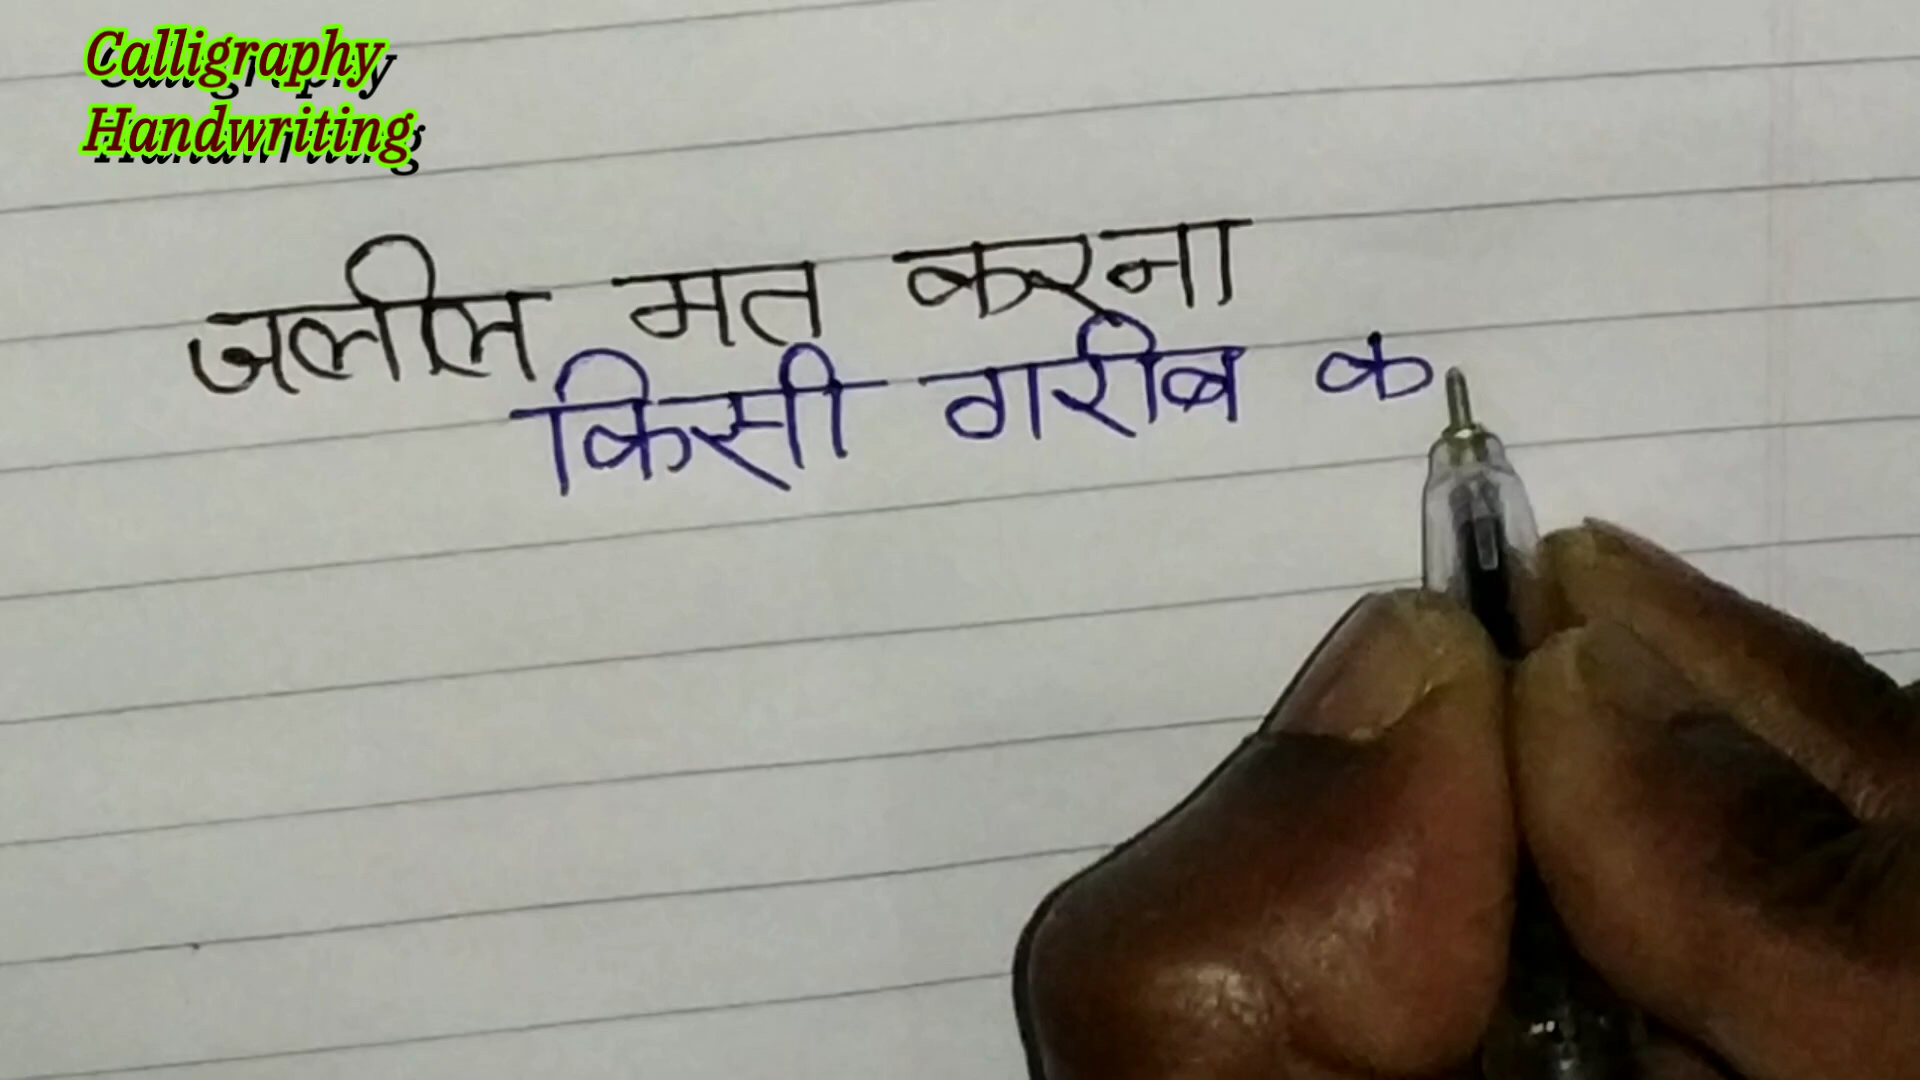 Calligraphy
Handwriting
जलील मत करना
किसी गरीब क